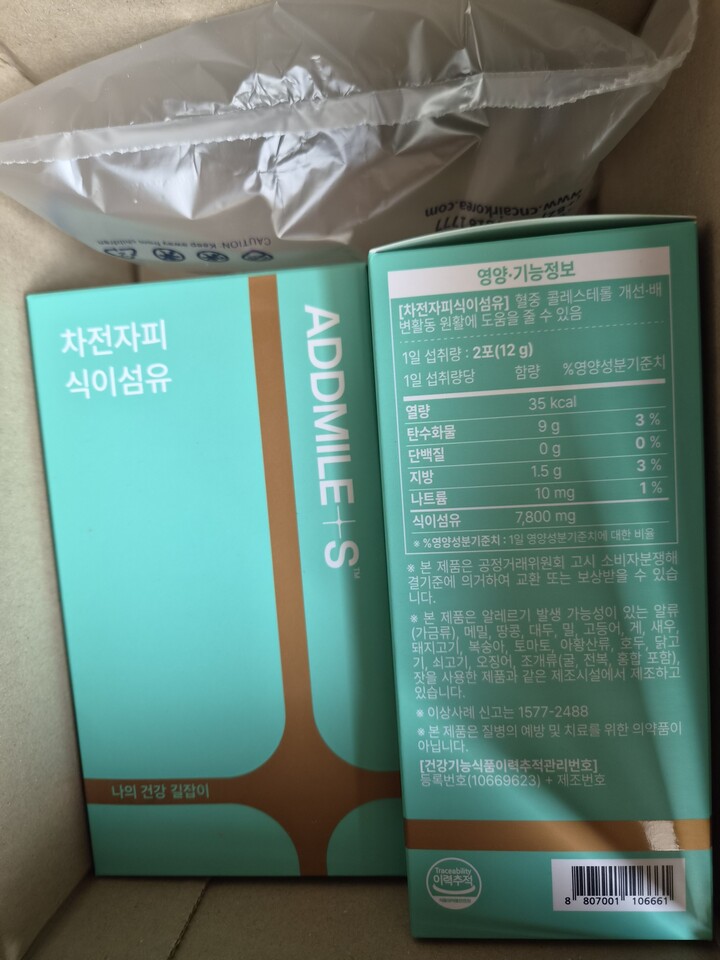 www.cncairkorea.com
CAUTION Keep away from children
차전자피
식이섬유
ADDMILE+S™
나의 건강 길잡이
영양·기능정보
[차전자피식이섬유] 혈중 콜레스테롤 개선·배
변활동 원활에 도움을 줄 수 있음
1일 섭취량 : 2포(12 g)
1일 섭취량당 함량 %영양성분기준치
열량 35 kcal
탄수화물 9 g 3 %
단백질 0 g 0 %
지방 1.5 g 3 %
나트륨 10 mg 1 %
식이섬유 7,800 mg
※ %영양성분기준치 : 1일 영양성분기준치에 대한 비율
※ 본 제품은 공정거래위원회 고시 소비자분쟁해
결기준에 의거하여 교환 또는 보상받을 수 있습
니다.
※ 본 제품은 알레르기 발생 가능성이 있는 알류
(가금류), 메밀, 땅콩, 대두, 밀, 고등어, 게, 새우,
돼지고기, 복숭아, 토마토, 아황산류, 호두, 닭고
기, 쇠고기, 오징어, 조개류(굴, 전복, 홍합 포함),
잣을 사용한 제품과 같은 제조시설에서 제조하고
있습니다.
※ 이상사례 신고는 1577-2488
※ 본 제품은 질병의 예방 및 치료를 위한 의약품이
아닙니다.
[건강기능식품이력추적관리번호]
등록번호(10669623) + 제조번호
Traceability
이력추적
8 807001 106661